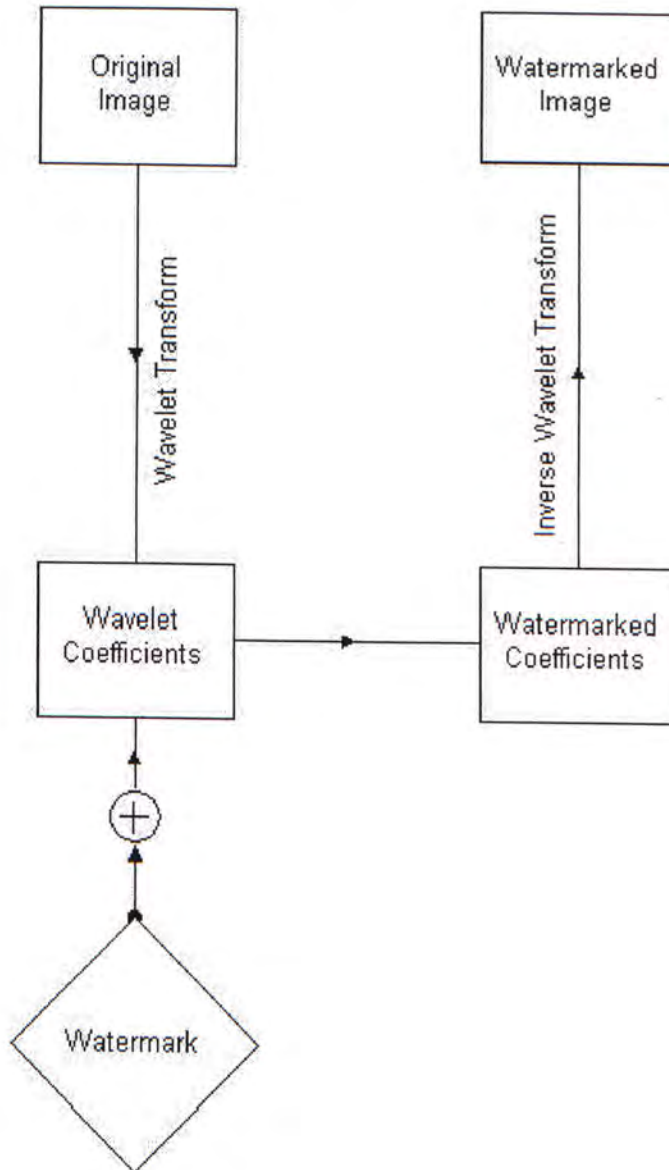 Original
Image
Watermarked
Image
Wavelet Transform
Inverse Wavelet Transform
Wavelet
Coefficients
Watermarked
Coefficients
+
Watermark